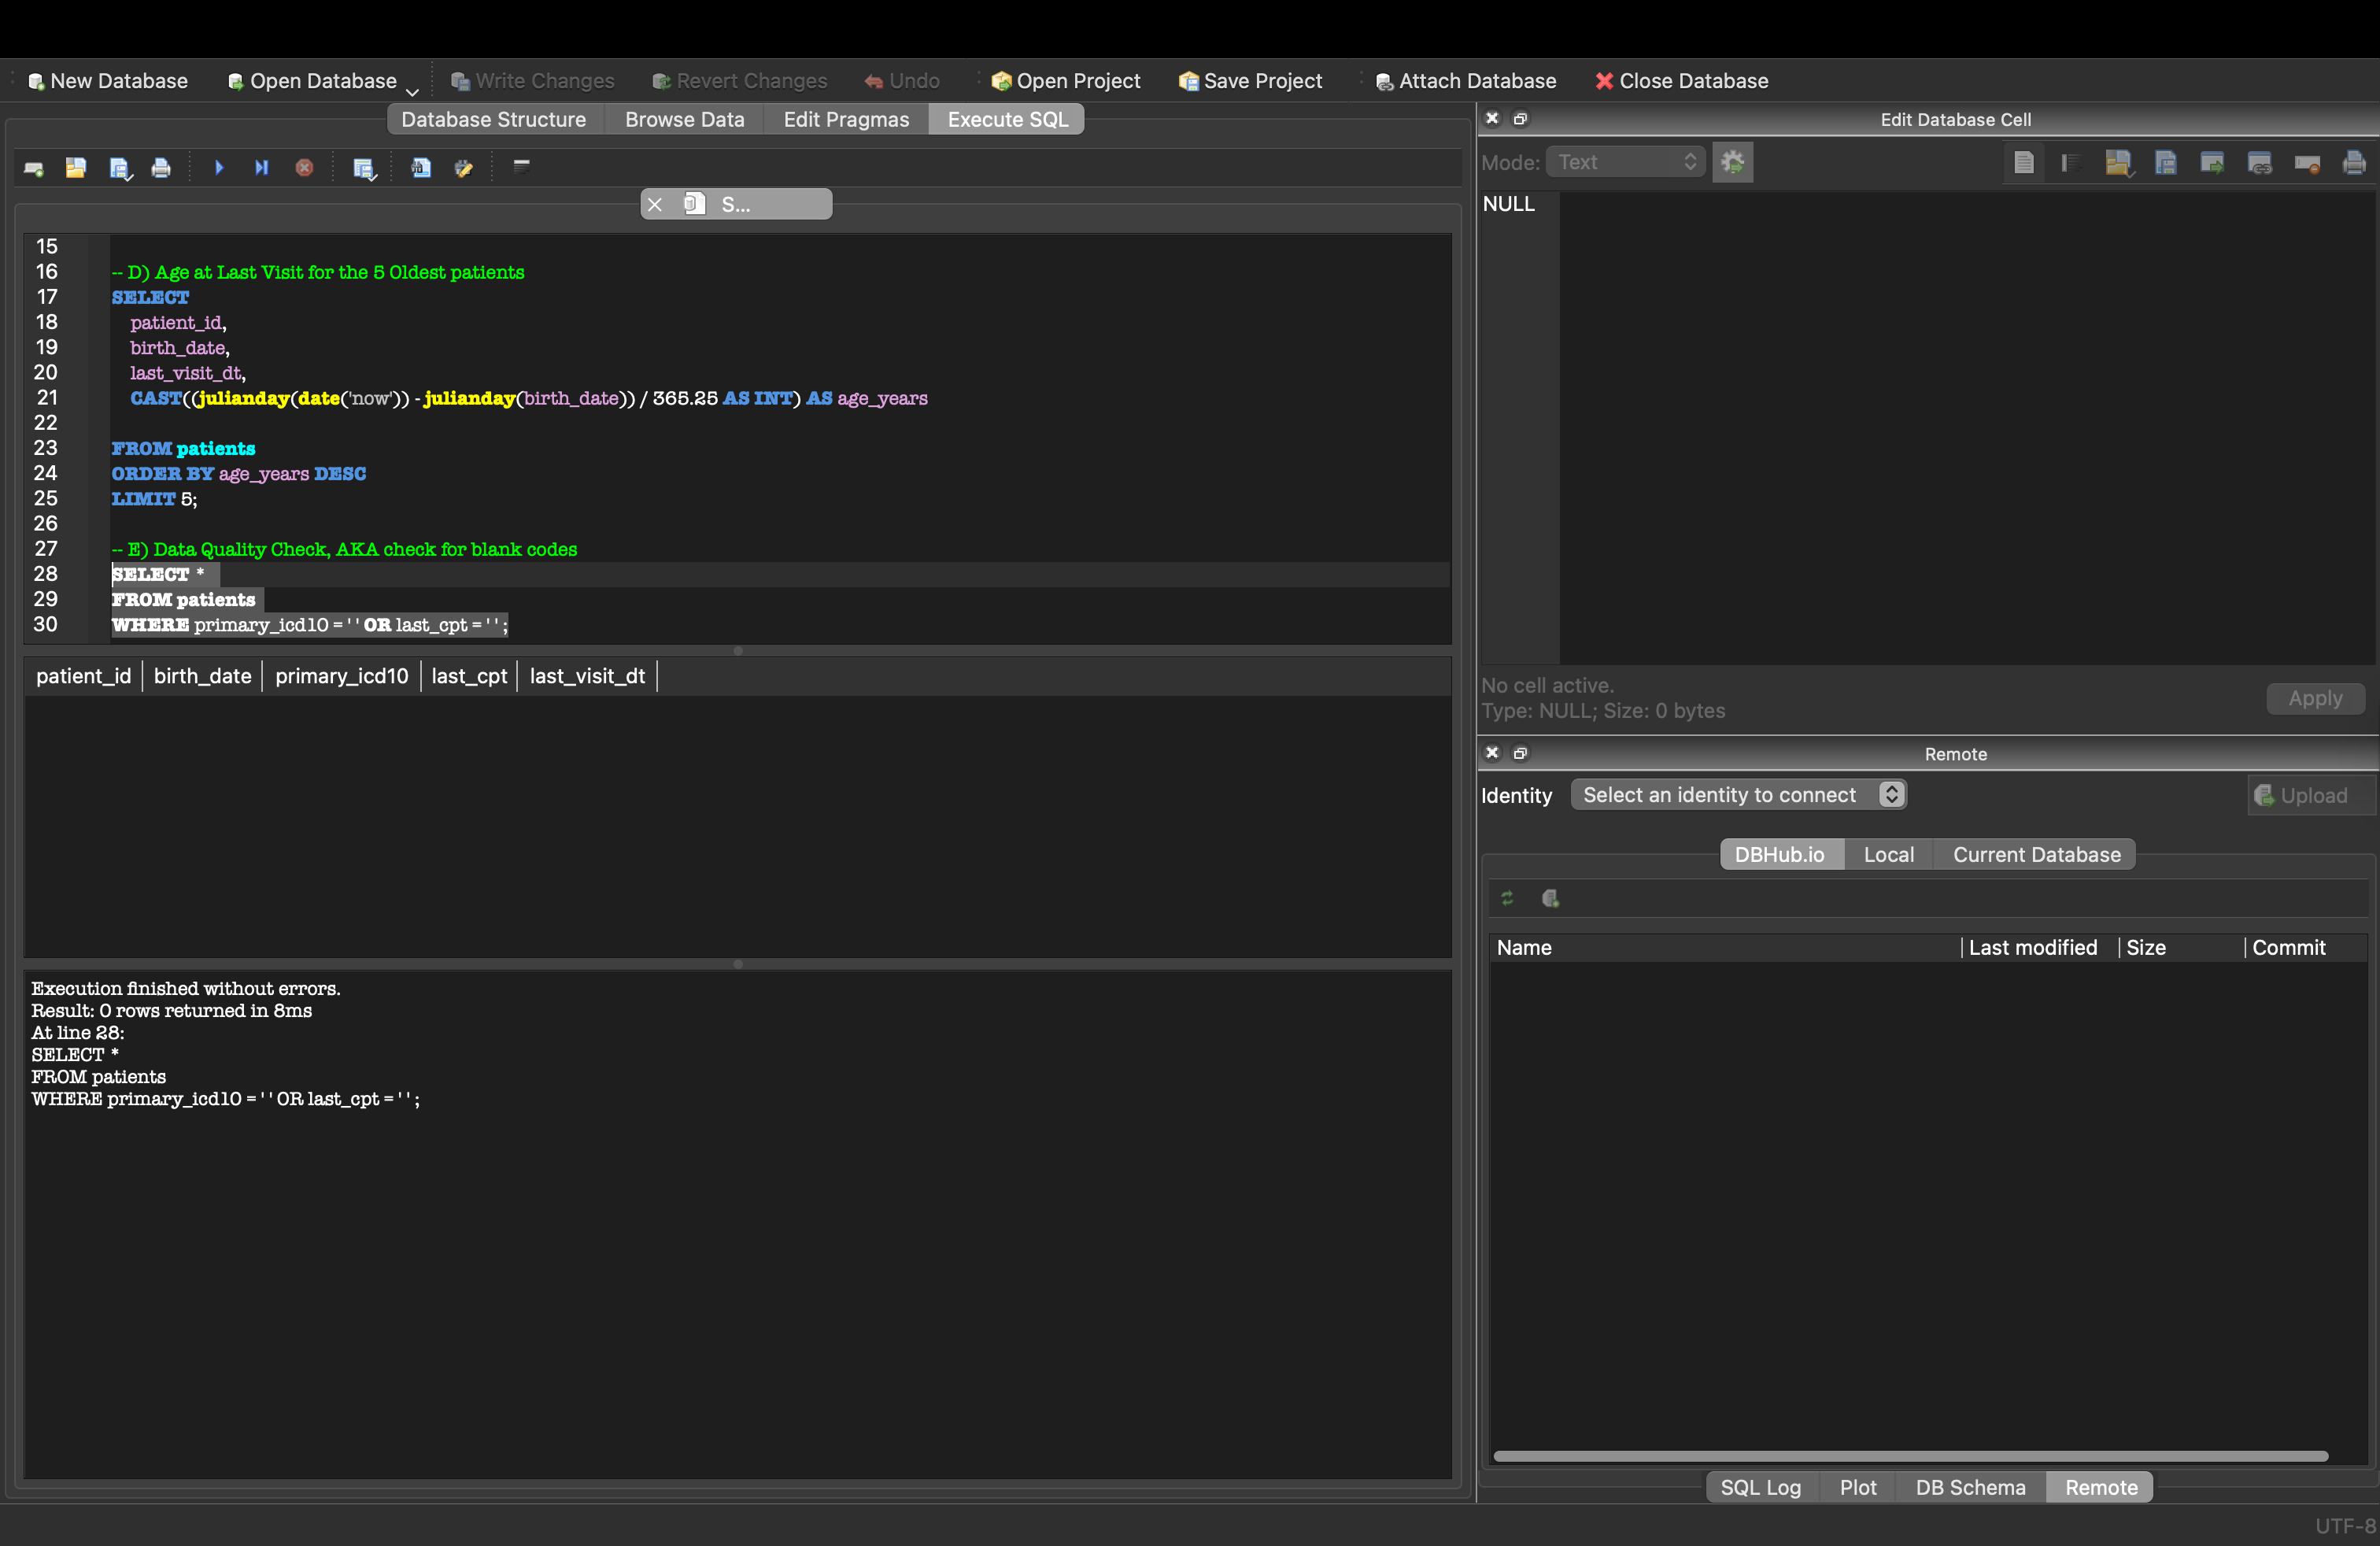 New Database Open Database Write Changes Revert Changes Undo Open Project Save Project Attach Database Close Database
Database Structure Browse Data Edit Pragmas Execute SQL
S...
15
16 -- D) Age at Last Visit for the 5 Oldest patients
17 SELECT
18 patient_id,
19 birth_date,
20 last_visit_dt,
21 CAST((julianday(date('now')) - julianday(birth_date)) / 365.25 AS INT) AS age_years
22
23 FROM patients
24 ORDER BY age_years DESC
25 LIMIT 5;
26
27 -- E) Data Quality Check, AKA check for blank codes
28 SELECT *
29 FROM patients
30 WHERE primary_icd10 = '' OR last_cpt = '';
patient_id birth_date primary_icd10 last_cpt last_visit_dt
Execution finished without errors.
Result: 0 rows returned in 8ms
At line 28:
SELECT *
FROM patients
WHERE primary_icd10 = '' OR last_cpt = '';
Edit Database Cell
Mode: Text
NULL
No cell active.
Type: NULL; Size: 0 bytes
Apply
Remote
Identity Select an identity to connect Upload
DBHub.io Local Current Database
Name Last modified Size Commit
SQL Log Plot DB Schema Remote
UTF-8